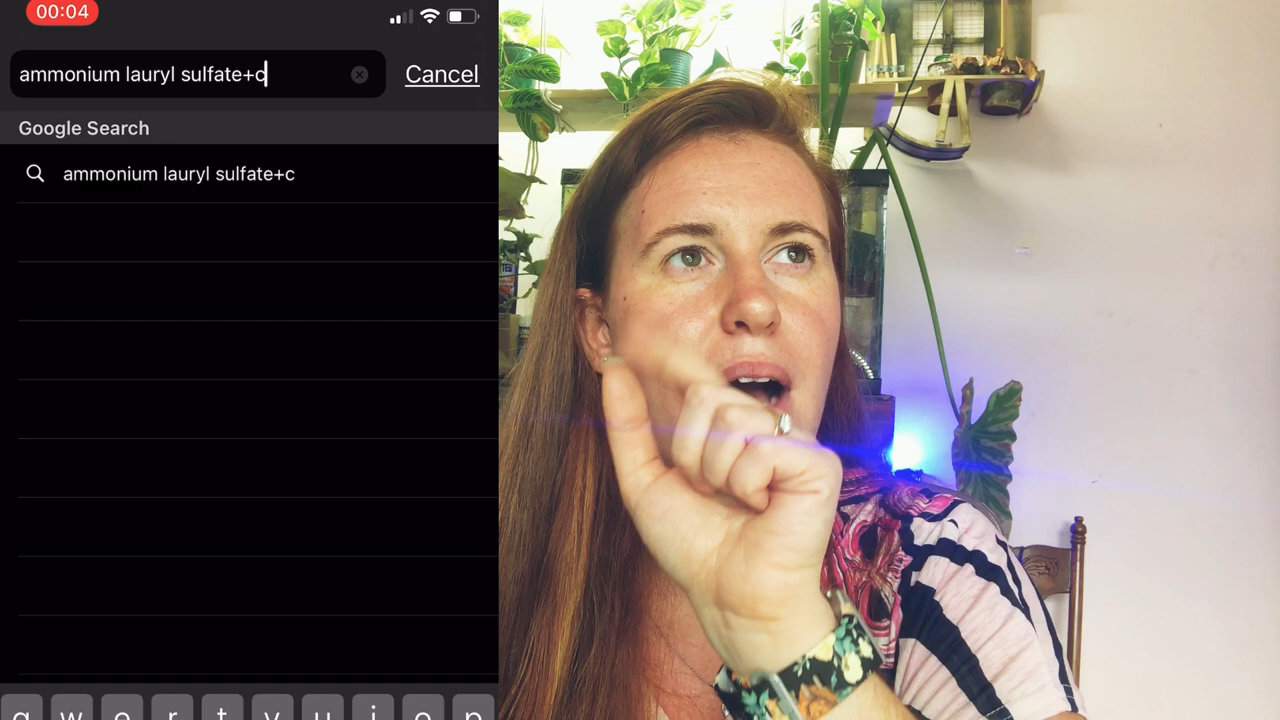 00:04
ammonium lauryl sulfate+c
Cancel
Google Search
ammonium lauryl sulfate+c
q w e r t y u i o p